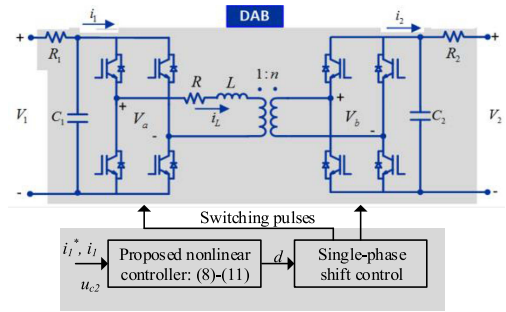 DAB
i1
i2
+
R1
R
L
1:n
R2
+
V1
C1
+
Va
-
iL
+
Vb
-
C2
V2
-
-
Switching pulses
i1*, i1
uc2
Proposed nonlinear
controller: (8)-(11)
d
Single-phase
shift control